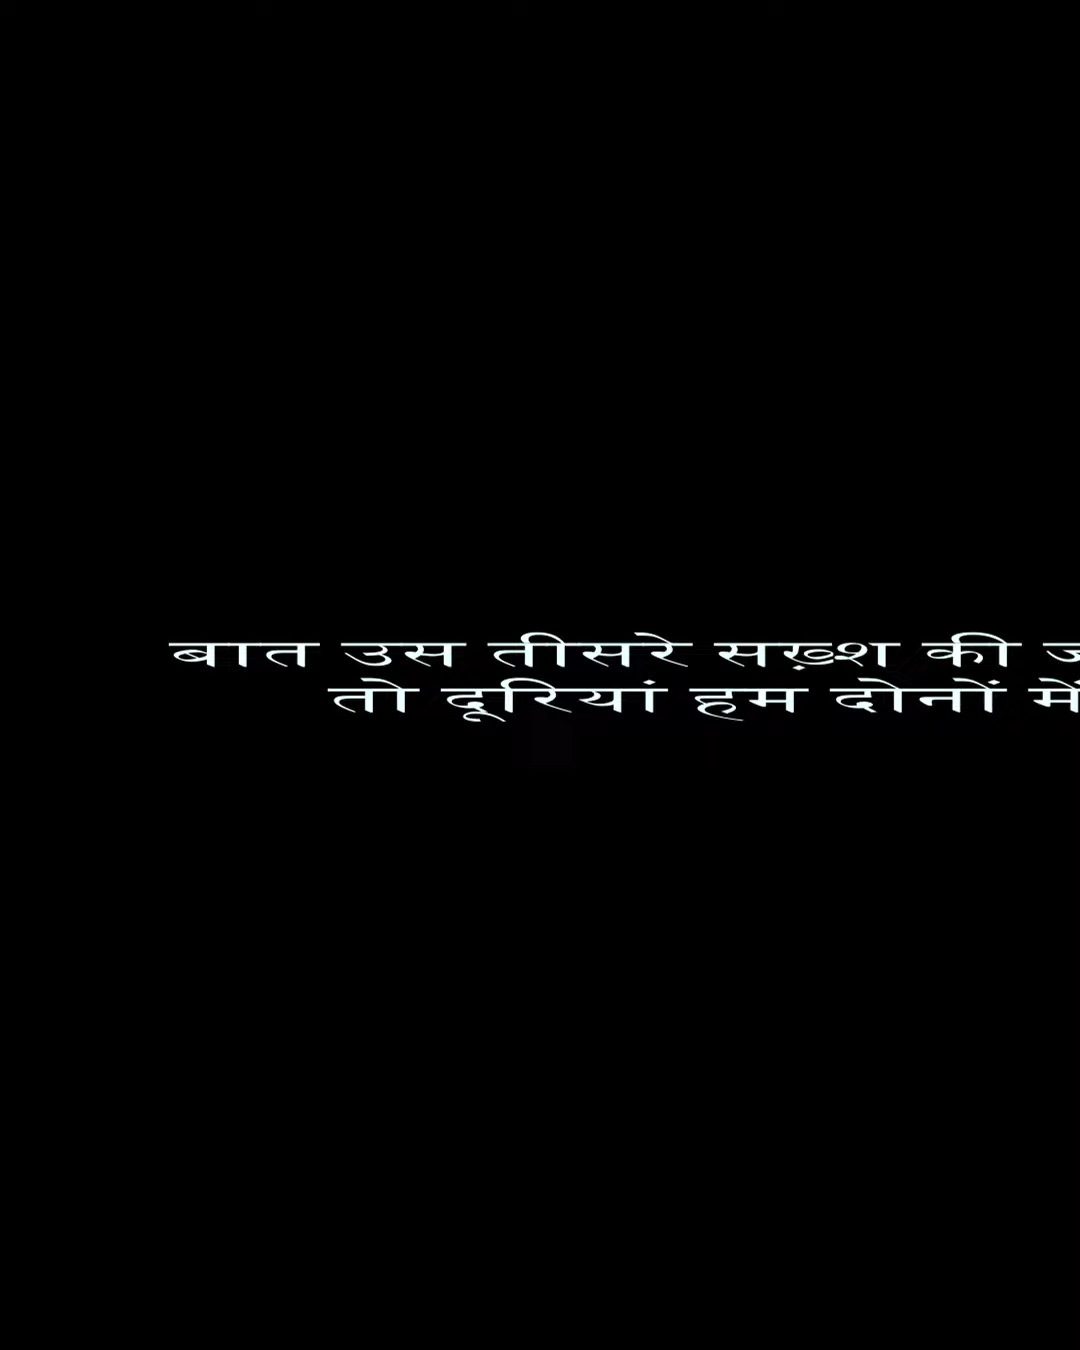 बात उस तीसरे सख़्श की
तो दूरियां हम दोनों में